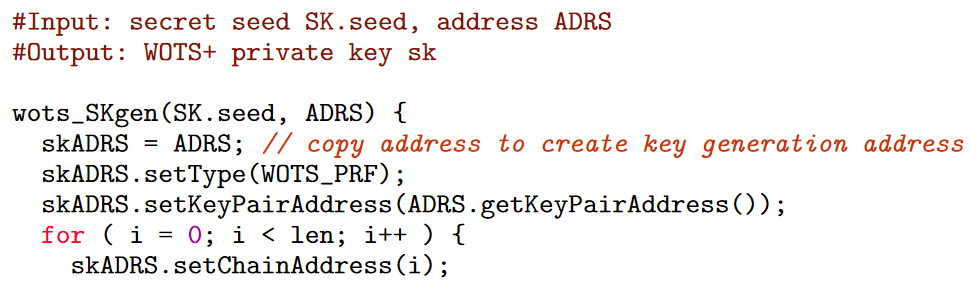 #Input: secret seed SK.seed, address ADRS
#Output: WOTS+ private key sk
wots_SKgen(SK.seed, ADRS) {
skADRS = ADRS; // copy address to create key generation address
skADRS.setType(WOTS_PRF);
skADRS.setKeyPairAddress(ADRS.getKeyPairAddress());
for ( i = 0; i < len; i++ ) {
skADRS.setChainAddress(i);